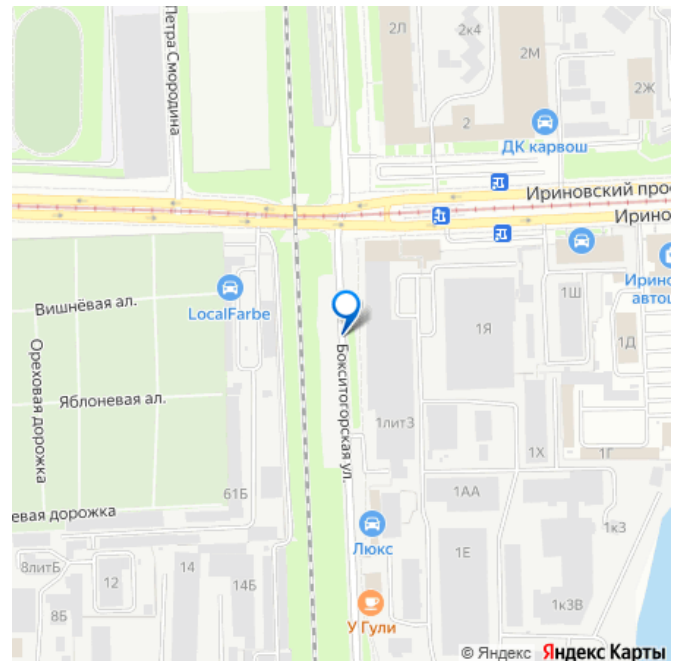 Петра Смородина
2Л
2к4
2М
2Ж
2
ДК карвош
Ириновский прос
Ирино
Вишнёвая ал.
LocalFarbe
Ореховая дорожка
Яблоневая ал.
Бокситогорская ул.
1Ш
1Я
Ирино
автош
1Д
1лит3
1Х
1Г
61Б
1АА
евая дорожка
Люкс
1к3
8литБ
14
1Е
12
14Б
8Б
1к3В
У Гули
© Яндекс Яндекс Карты